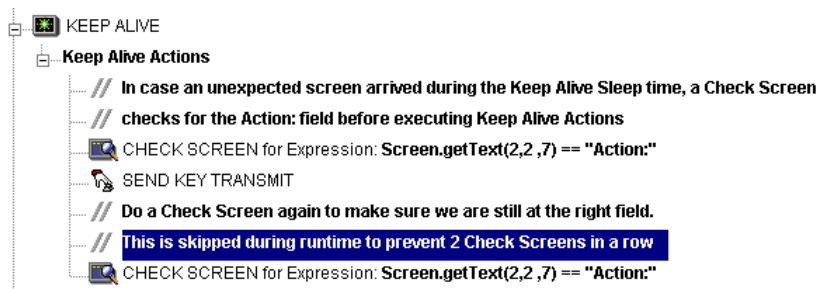 KEEP ALIVE
Keep Alive Actions
// In case an unexpected screen arrived during the Keep Alive Sleep time, a Check Screen
// checks for the Action: field before executing Keep Alive Actions
CHECK SCREEN for Expression: Screen.getText(2,2 ,7) == "Action:"
SEND KEY TRANSMIT
// Do a Check Screen again to make sure we are still at the right field.
// This is skipped during runtime to prevent 2 Check Screens in a row
CHECK SCREEN for Expression: Screen.getText(2,2 ,7) == "Action:"